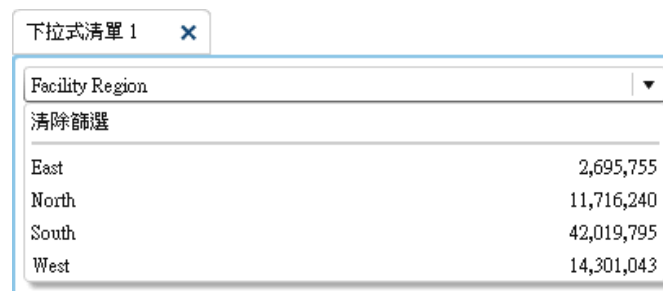 下拉式清單 1
Facility Region
清除篩選
East 2,695,755
North 11,716,240
South 42,019,795
West 14,301,043